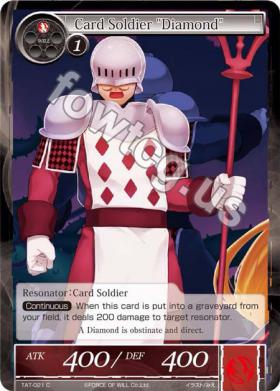 Card Soldier "Diamond"
WILL
1
fowtcg.us
Resonator:Card Soldier
Continuous When this card is put into a graveyard from
your field, it deals 200 damage to target resonator.
A Diamond is obstinate and direct.
ATK 400/ DEF 400
TAT-021 C ©FORCE OF WILL Co.,Ltd.